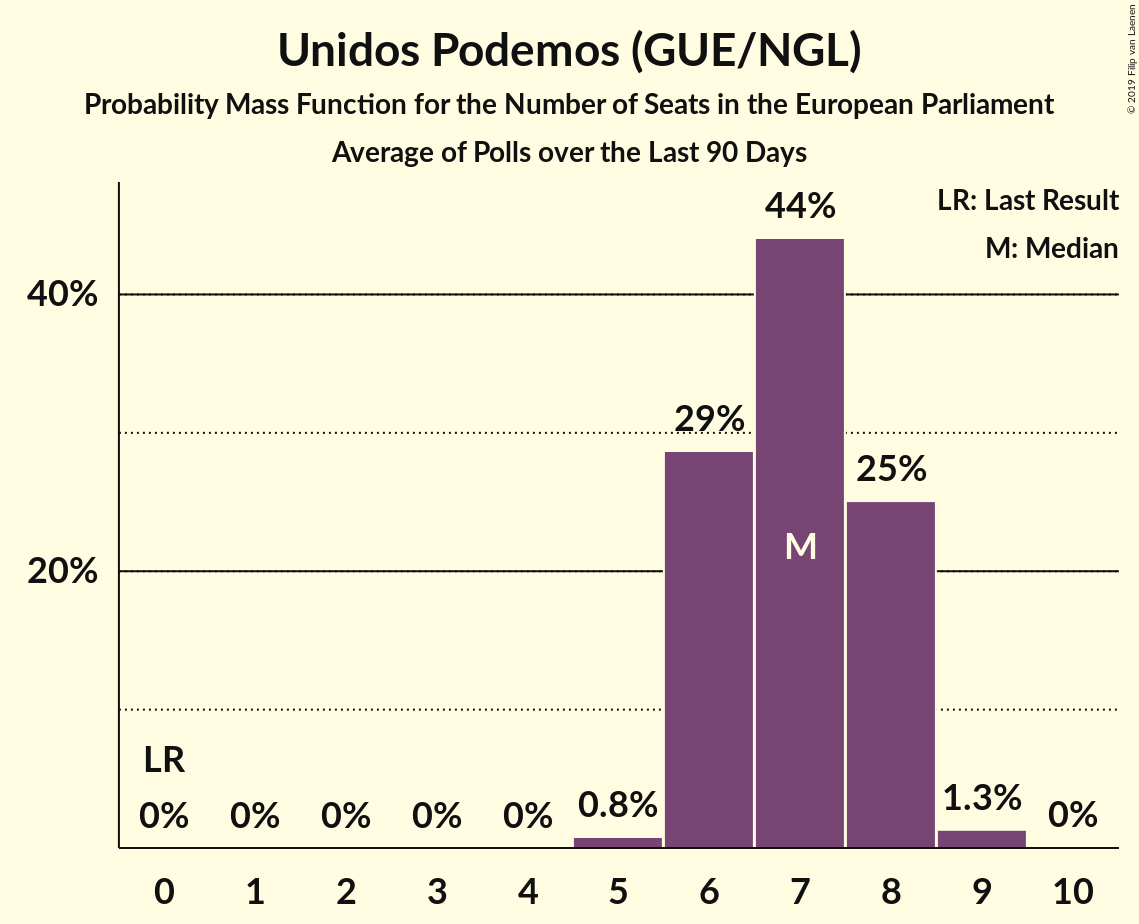 Unidos Podemos (GUE/NGL)
Probability Mass Function for the Number of Seats in the European Parliament
Average of Polls over the Last 90 Days
© 2019 Filip van Laenen
LR: Last Result
M: Median
44%
40%
29%
25%
M
20%
LR
0% 0% 0% 0% 0% 0.8% 1.3% 0%
0 1 2 3 4 5 6 7 8 9 10